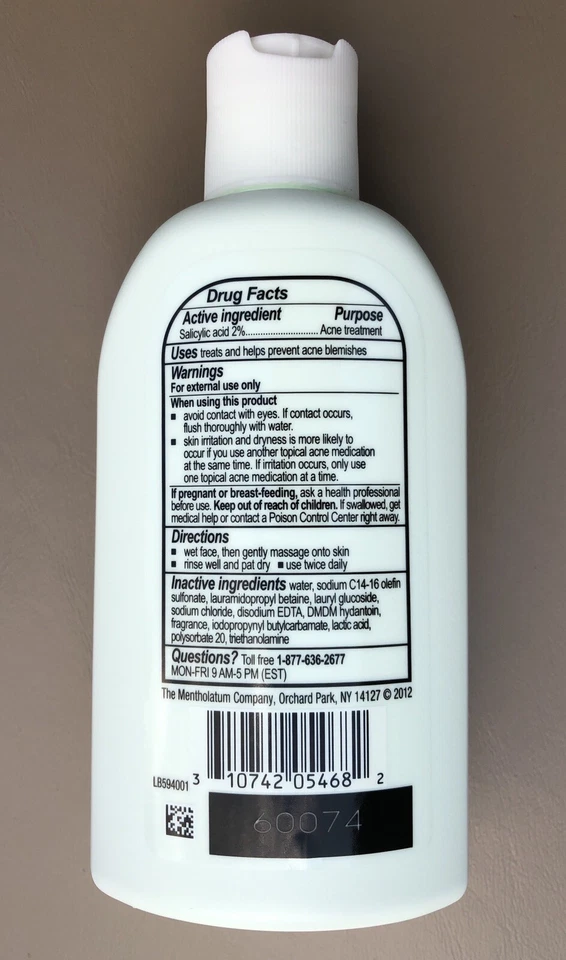 Drug Facts
Active ingredient Purpose
Salicylic acid 2%............................ Acne treatment
Uses treats and helps prevent acne blemishes
Warnings
For external use only
When using this product
■ avoid contact with eyes. If contact occurs,
flush thoroughly with water.
■ skin irritation and dryness is more likely to
occur if you use another topical acne medication
at the same time. If irritation occurs, only use
one topical acne medication at a time.
If pregnant or breast-feeding, ask a health professional
before use. Keep out of reach of children. If swallowed, get
medical help or contact a Poison Control Center right away.
Directions
■ wet face, then gently massage onto skin
■ rinse well and pat dry ■ use twice daily
Inactive ingredients water, sodium C14-16 olefin
sulfonate, lauramidopropyl betaine, lauryl glucoside,
sodium chloride, disodium EDTA, DMDM hydantoin,
fragrance, iodopropynyl butylcarbamate, lactic acid,
polysorbate 20, triethanolamine
Questions? Toll free 1-877-636-2677
MON-FRI 9 AM-5 PM (EST)
The Mentholatum Company, Orchard Park, NY 14127 © 2012
LB594001 3 10742 05468 2
60074